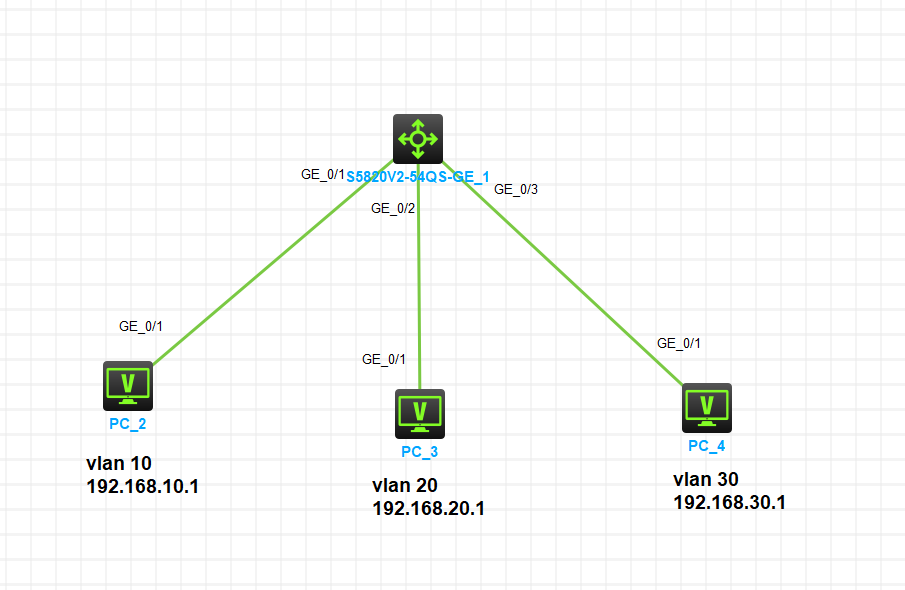 GE_0/1
S5820V2-54QS-GE_1
GE_0/3
GE_0/2
GE_0/1
GE_0/1
GE_0/1
V
PC_2
V
PC_3
V
PC_4
vlan 10
192.168.10.1
vlan 20
192.168.20.1
vlan 30
192.168.30.1